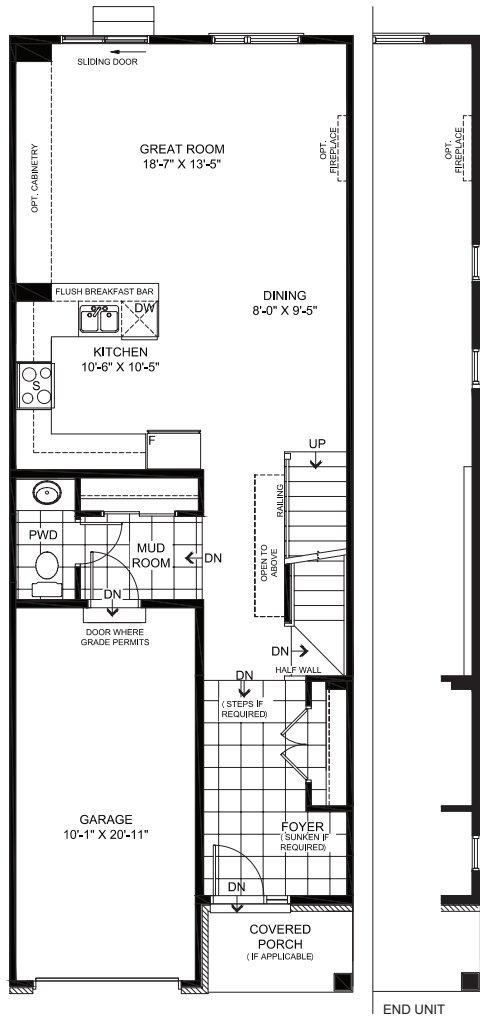 SLIDING DOOR
GREAT ROOM
18'-7" X 13'-5"
OPT. CABINETRY
OPT.
FIREPLACE
OPT.
FIREPLACE
FLUSH BREAKFAST BAR
DW
DINING
8'-0" X 9'-5"
KITCHEN
10'-6" X 10'-5"
S
F
UP
RAILING
OPEN TO
ABOVE
PWD
MUD
ROOM
DN
DN
DOOR WHERE
GRADE PERMITS
DN
HALF WALL
DN
(STEPS IF
REQUIRED)
GARAGE
10'-1" X 20'-11"
FOYER
(SUNKEN IF
REQUIRED)
DN
COVERED
PORCH
(IF APPLICABLE)
END UNIT